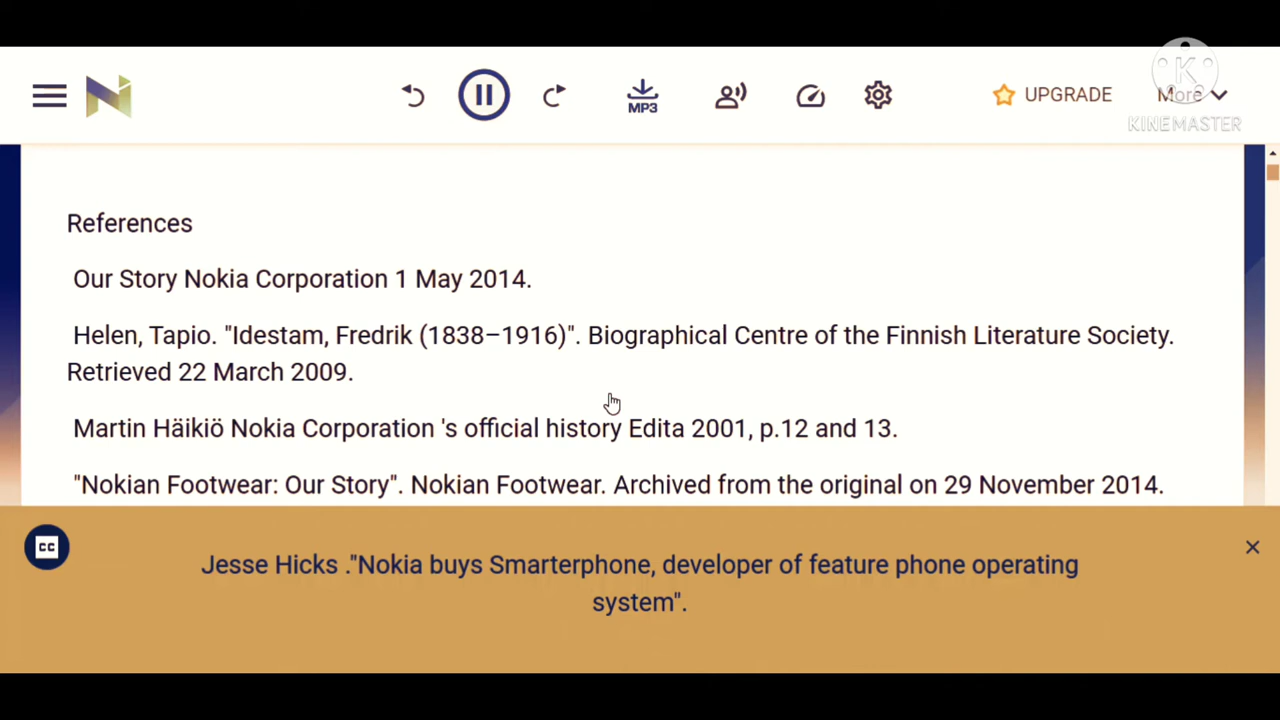 MP3
UPGRADE
More
K
KINEMASTER
References
Our Story Nokia Corporation 1 May 2014.
Helen, Tapio. "Idestam, Fredrik (1838–1916)". Biographical Centre of the Finnish Literature Society.
Retrieved 22 March 2009.
Martin Häikiö Nokia Corporation 's official history Edita 2001, p.12 and 13.
"Nokian Footwear: Our Story". Nokian Footwear. Archived from the original on 29 November 2014.
CC
Jesse Hicks ."Nokia buys Smarterphone, developer of feature phone operating
system".